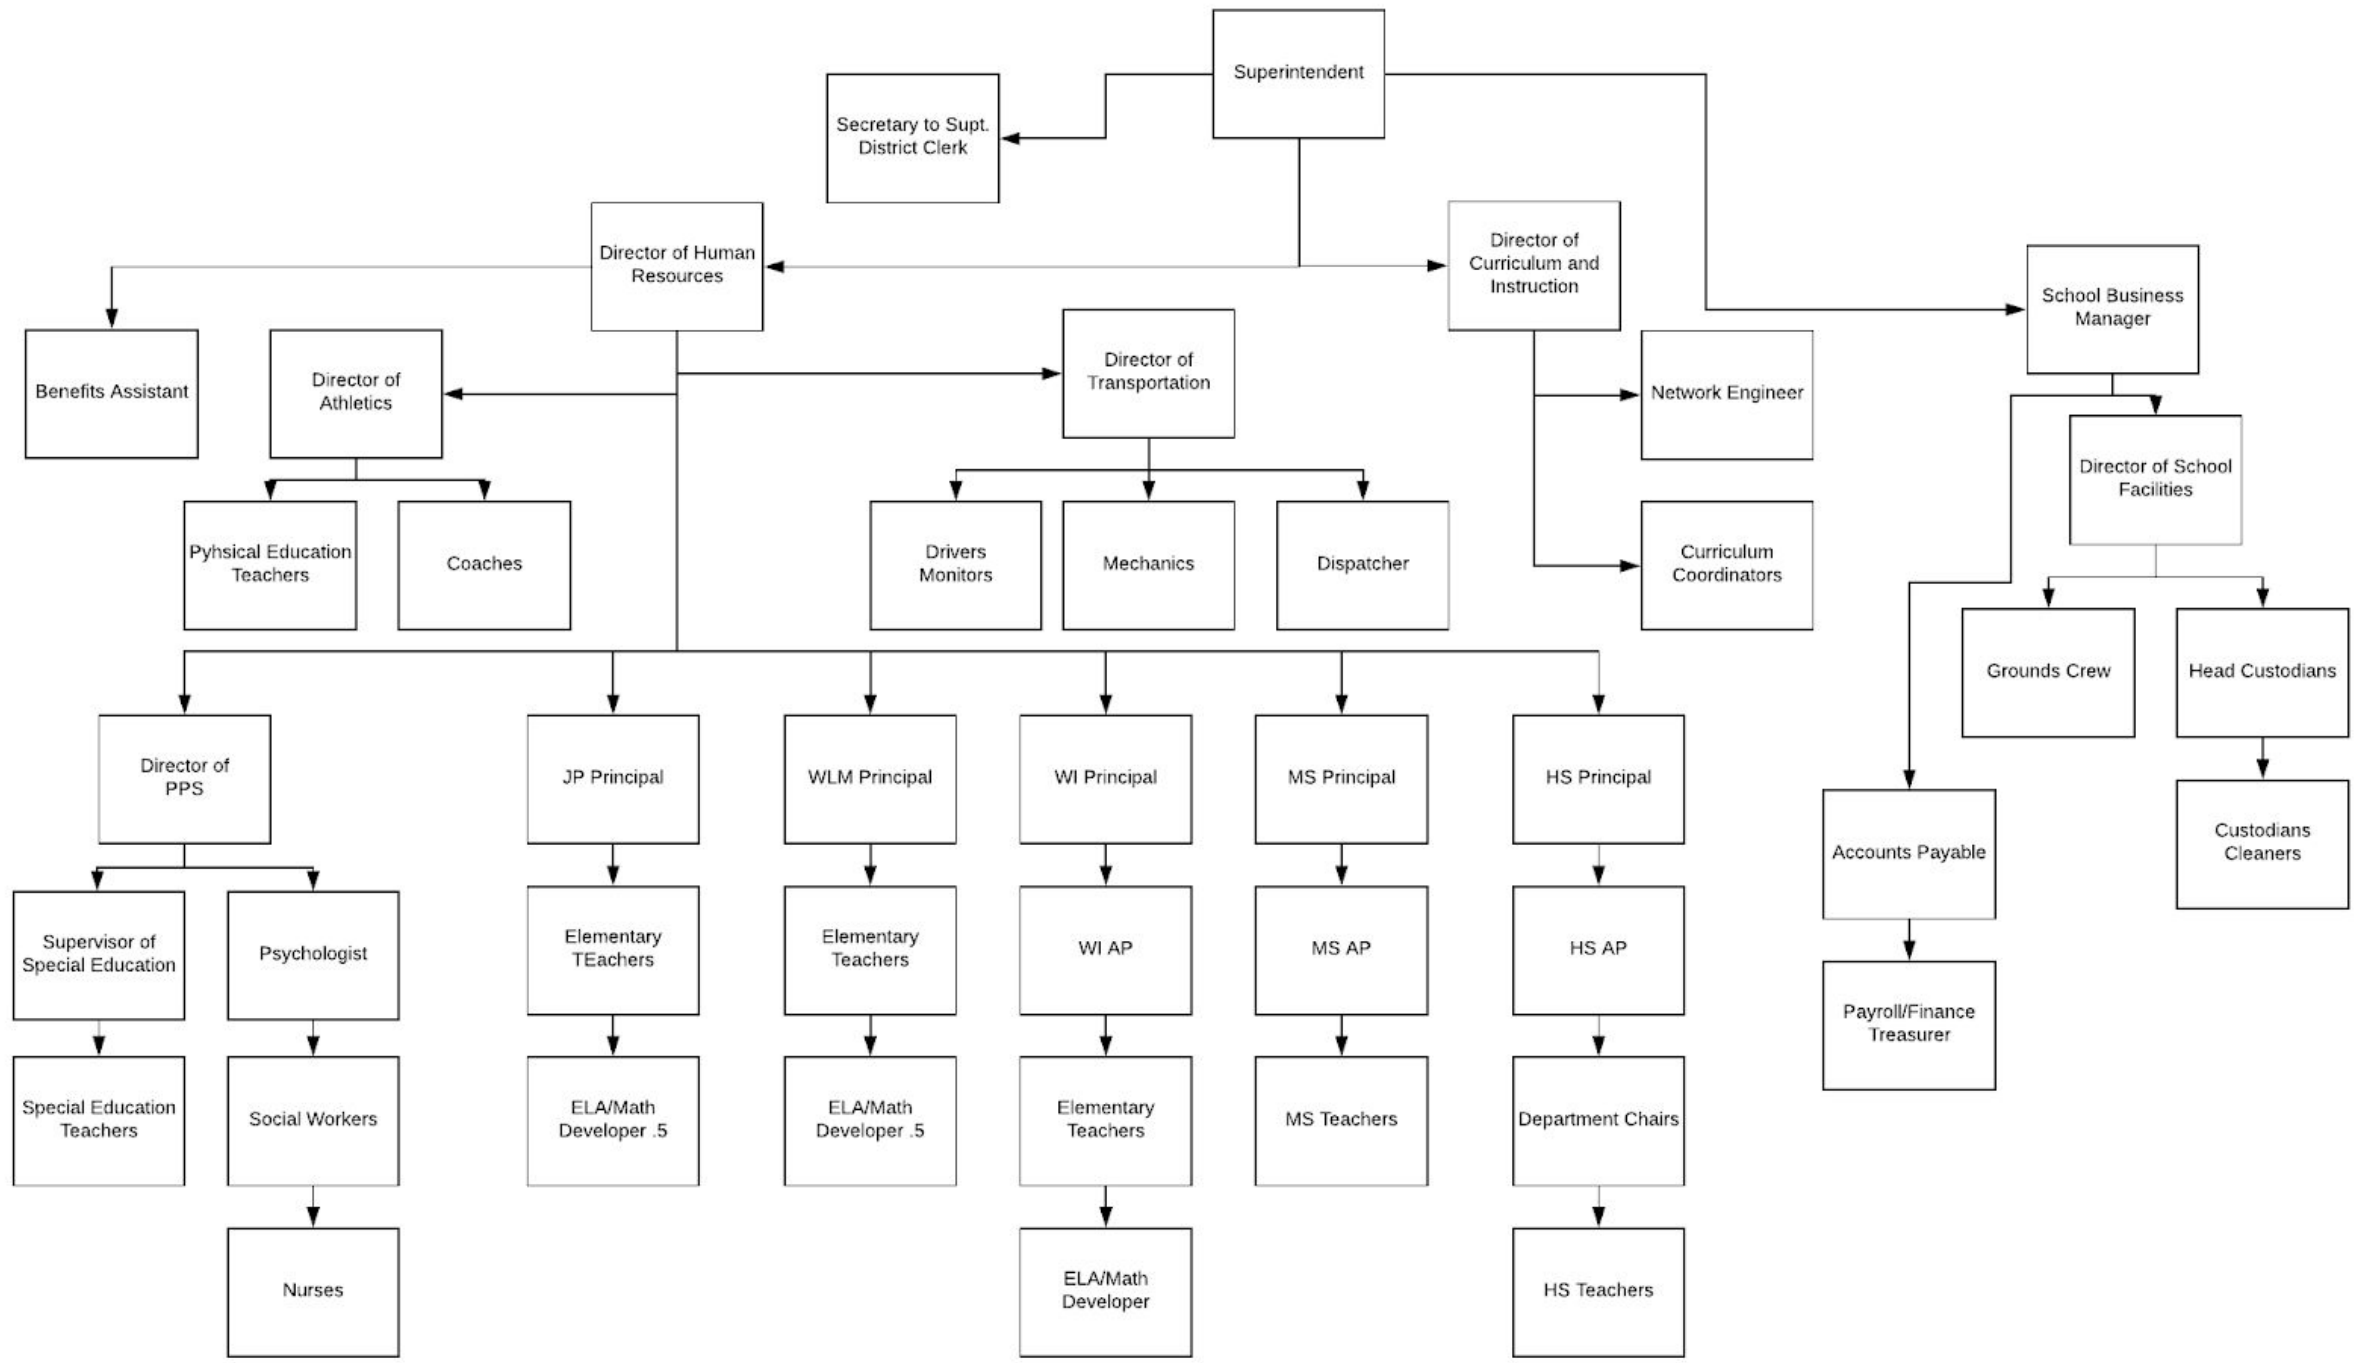 Superintendent
Secretary to Supt.
District Clerk
Director of Human
Resources
Director of
Curriculum and
Instruction
School Business
Manager
Benefits Assistant
Director of
Athletics
Director of
Transportation
Network Engineer
Director of School
Facilities
Pyhsical Education
Teachers
Coaches
Drivers
Monitors
Mechanics
Dispatcher
Curriculum
Coordinators
Grounds Crew
Head Custodians
Director of
PPS
JP Principal
WLM Principal
WI Principal
MS Principal
HS Principal
Accounts Payable
Custodians
Cleaners
Supervisor of
Special Education
Psychologist
Elementary
TEachers
Elementary
Teachers
WI AP
MS AP
HS AP
Payroll/Finance
Treasurer
Special Education
Teachers
Social Workers
ELA/Math
Developer .5
ELA/Math
Developer .5
Elementary
Teachers
MS Teachers
Department Chairs
Nurses
ELA/Math
Developer
HS Teachers